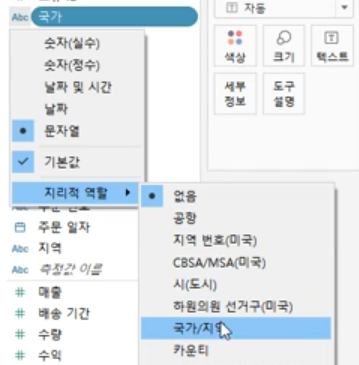 Abc 국가
숫자(실수)
숫자(정수)
날짜 및 시간
날짜
문자열
기본값
지리적 역할
주문 일자
Abc 지역
Abc 측정값 이름
# 매출
# 배송 기간
# 수량
# 수익
없음
공항
지역 번호(미국)
CBSA/MSA(미국)
시(도시)
하원의원 선거구(미국)
국가/지역
카운티
자동
색상
크기
텍스트
세부
정보
도구
설명